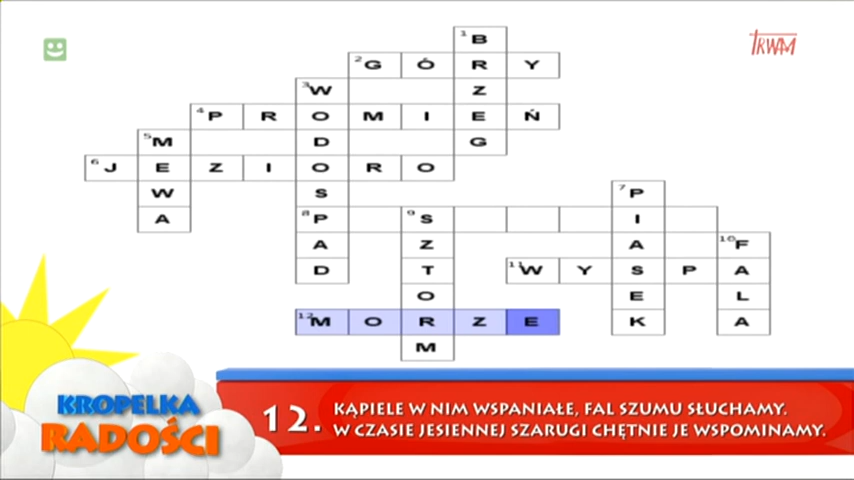 TRWAM
1 B
2 G Ó R Y
3 W Z
4 P R O M I E Ń
5 M D G
6 J E Z I O R O
W S 7 P
A 8 P 9 S I
A Z A 10 F
D T 11 W Y S P A
O E L
12 M O R Z E K A
M
KROPELKA
RADOŚCI
12. KĄPIELE W NIM WSPANIAŁE, FAL SZUMU SŁUCHAMY.
W CZASIE JESIENNEJ SZARUGI CHĘTNIE JE WSPOMINAMY.